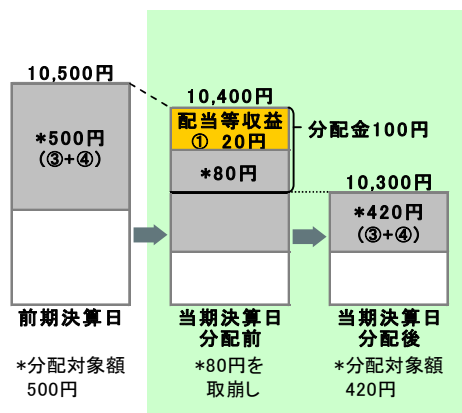 10,500円
*500円
(③+④)
前期決算日
*分配対象額
500円
10,400円
配当等収益
① 20円
*80円
分配金100円
当期決算日
分配前
*80円を
取崩し
10,300円
*420円
(③+④)
当期決算日
分配後
*分配対象額
420円